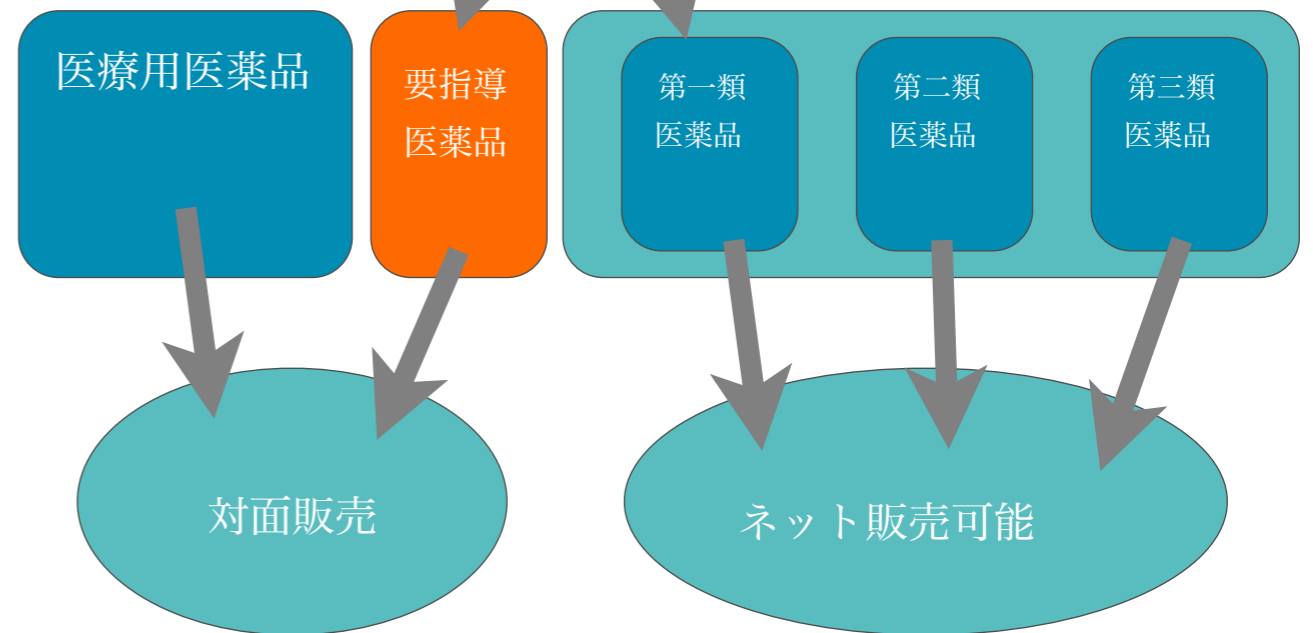 医療用医薬品
要指導
医薬品
第一類
医薬品
第二類
医薬品
第三類
医薬品
対面販売
ネット販売可能